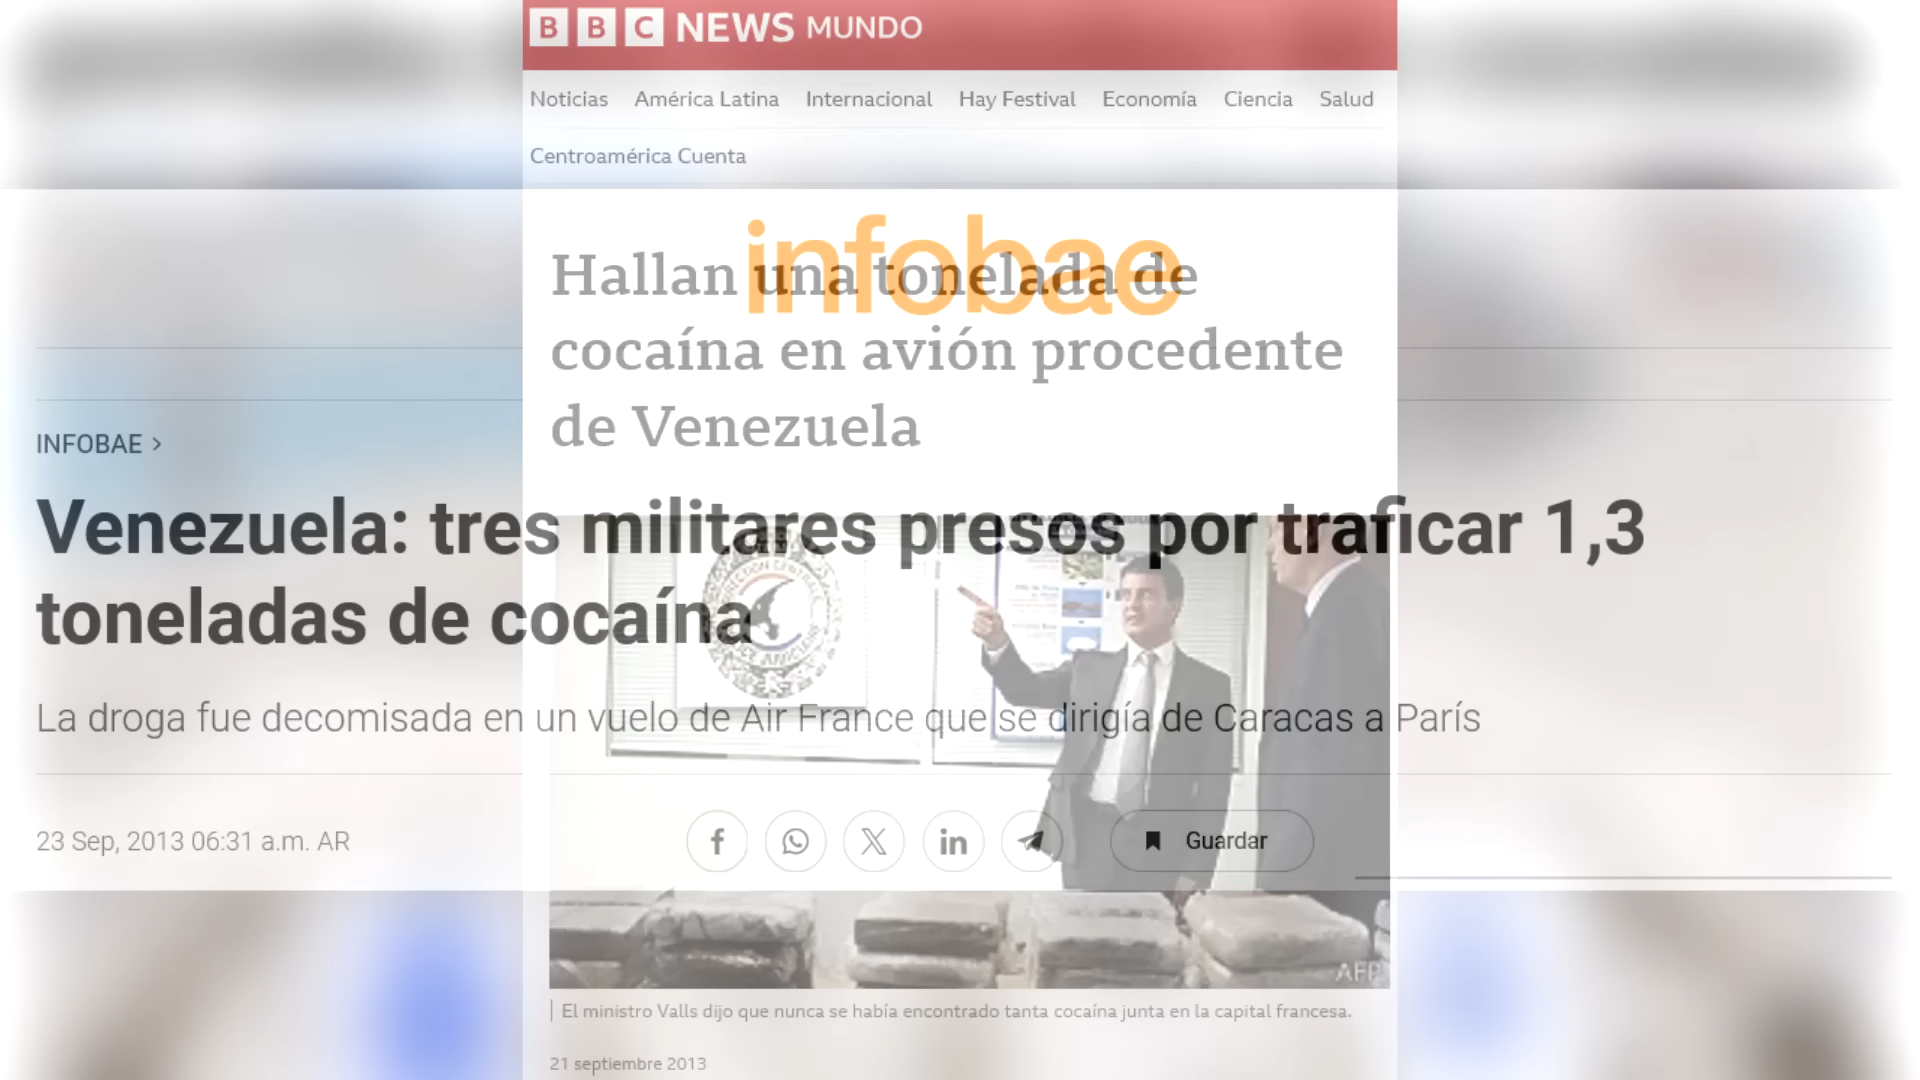 BBC NEWS MUNDO
Noticias América Latina Internacional Hay Festival Economía Ciencia Salud
Centroamérica Cuenta
infobae
Hallan una tonelada de
cocaína en avión procedente
de Venezuela
INFOBAE >
Venezuela: tres militares presos por traficar 1,3
toneladas de cocaína
La droga fue decomisada en un vuelo de Air France que se dirigía de Caracas a París
23 Sep, 2013 06:31 a.m. AR
Guardar
AFP
El ministro Valls dijo que nunca se había encontrado tanta cocaína junta en la capital francesa.
21 septiembre 2013